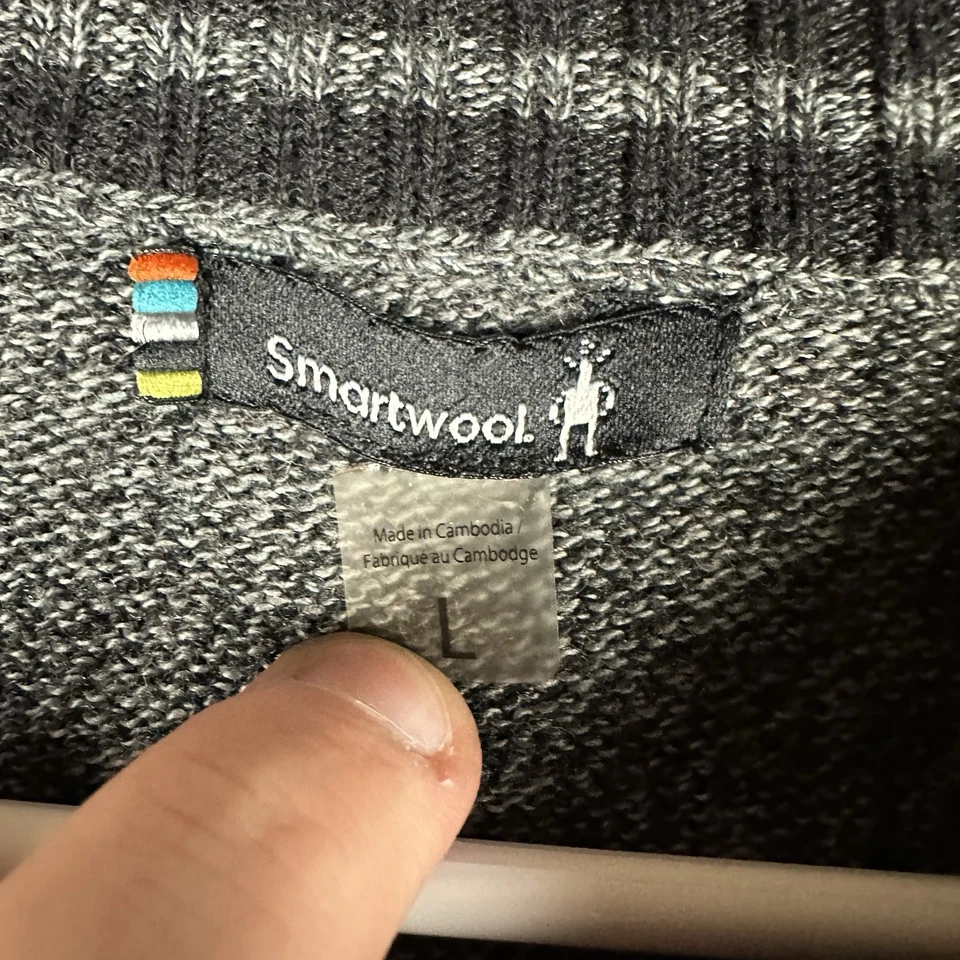 Smartwool.
Made in Cambodia /
Fabriqué au Cambodge
L